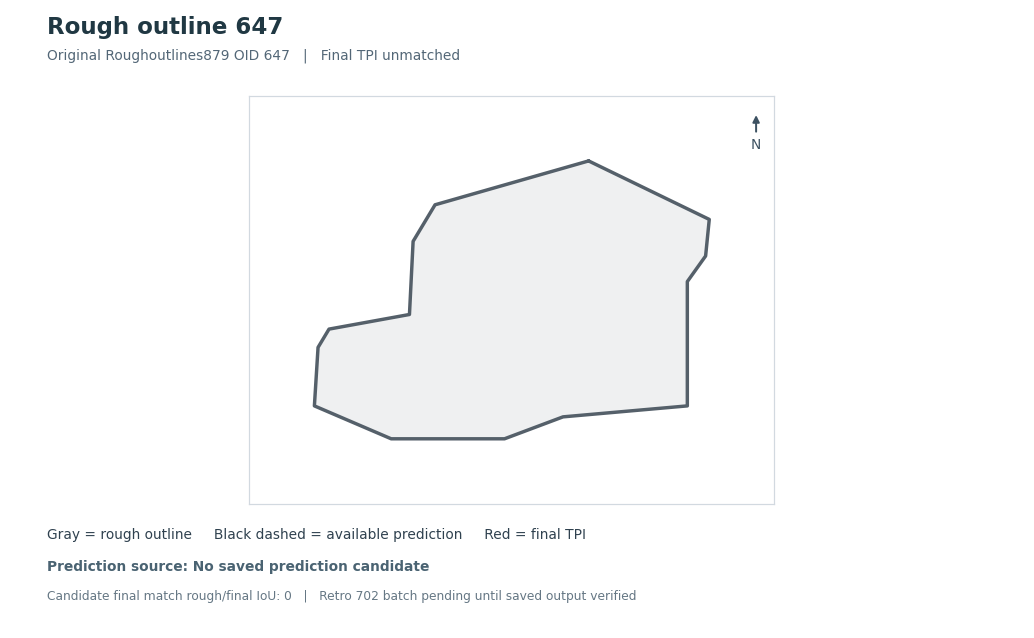 Rough outline 647
Original Roughoutlines879 OID 647   |   Final TPI unmatched
N
Gray = rough outline     Black dashed = available prediction     Red = final TPI
Prediction source: No saved prediction candidate
Candidate final match rough/final IoU: 0   |   Retro 702 batch pending until saved output verified